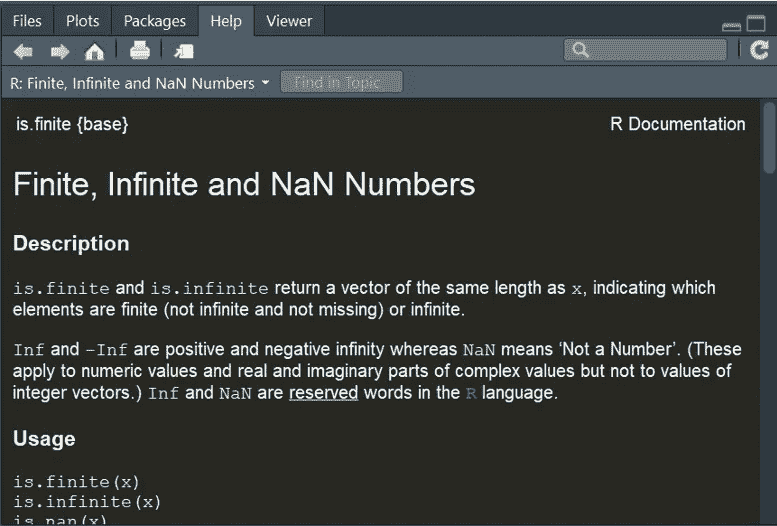 Files Plots Packages Help Viewer
R: Finite, Infinite and NaN Numbers Find in Topic
is.finite {base} R Documentation
Finite, Infinite and NaN Numbers
Description
is.finite and is.infinite return a vector of the same length as x, indicating which
elements are finite (not infinite and not missing) or infinite.
Inf and -Inf are positive and negative infinity whereas NaN means ‘Not a Number’. (These
apply to numeric values and real and imaginary parts of complex values but not to values of
integer vectors.) Inf and NaN are reserved words in the R language.
Usage
is.finite(x)
is.infinite(x)
is.nan(x)